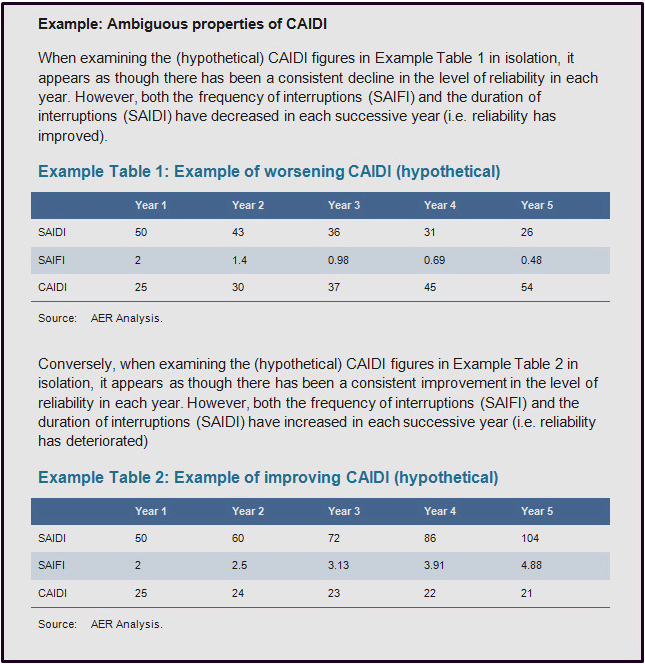 Example: Ambiguous properties of CAIDI
When examining the (hypothetical) CAIDI figures in Example Table 1 in isolation, it
appears as though there has been a consistent decline in the level of reliability in each
year. However, both the frequency of interruptions (SAIFI) and the duration of
interruptions (SAIDI) have decreased in each successive year (i.e. reliability has
improved).
Example Table 1: Example of worsening CAIDI (hypothetical)
Year 1 Year 2 Year 3 Year 4 Year 5
SAIDI 50 43 36 31 26
SAIFI 2 1.4 0.98 0.69 0.48
CAIDI 25 30 37 45 54
Source: AER Analysis.
Conversely, when examining the (hypothetical) CAIDI figures in Example Table 2 in
isolation, it appears as though there has been a consistent improvement in the level of
reliability in each year. However, both the frequency of interruptions (SAIFI) and the
duration of interruptions (SAIDI) have increased in each successive year (i.e. reliability
has deteriorated)
Example Table 2: Example of improving CAIDI (hypothetical)
Year 1 Year 2 Year 3 Year 4 Year 5
SAIDI 50 60 72 86 104
SAIFI 2 2.5 3.13 3.91 4.88
CAIDI 25 24 23 22 21
Source: AER Analysis.